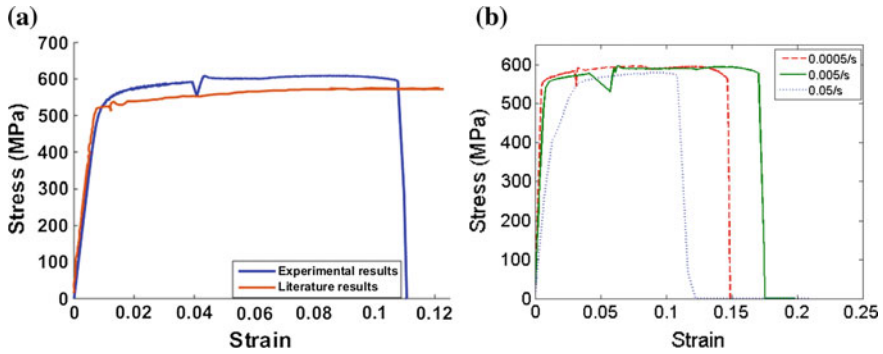 (a)
700
600
500
400
300
200
100
0
Stress (MPa)
0 0.02 0.04 0.06 0.08 0.1 0.12
Strain
Experimental results
Literature results
(b)
600
500
400
300
200
100
0
Stress (MPa)
0 0.05 0.1 0.15 0.2 0.25
Strain
0.0005/s
0.005/s
0.05/s